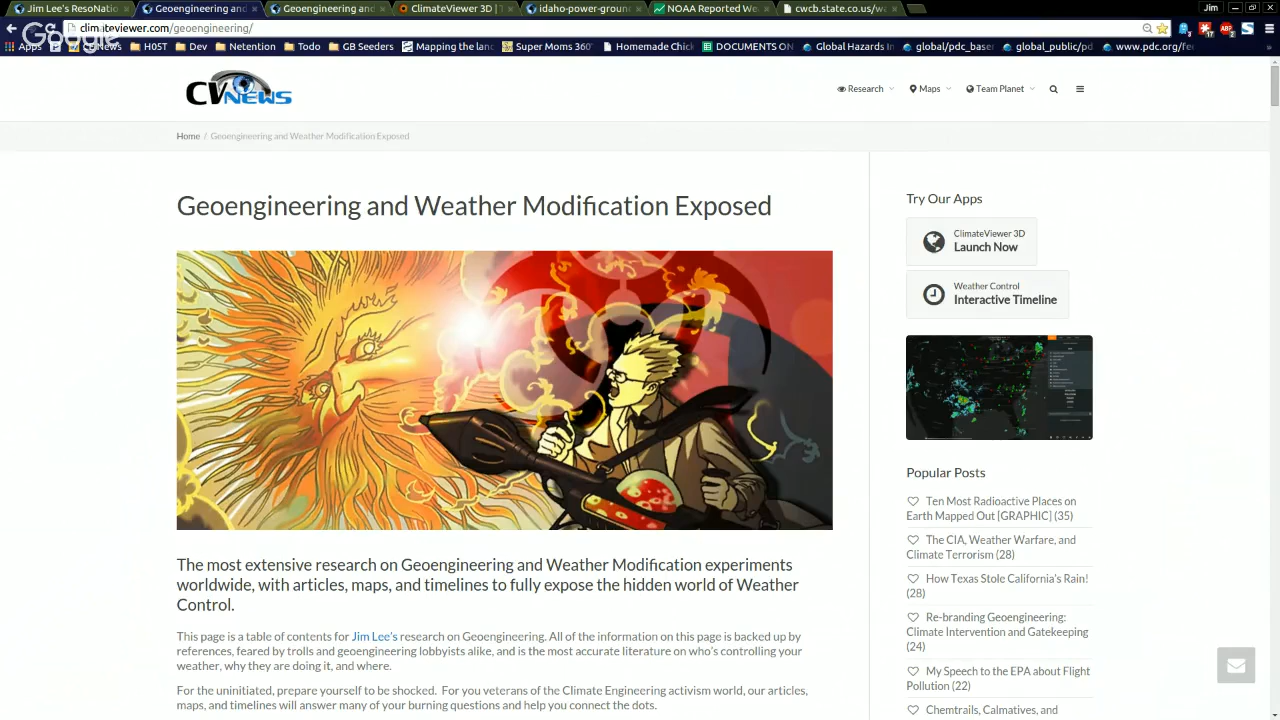 Jim Lee's ResoNation
Geoengineering and
Geoengineering and
ClimateViewer 3D |
idaho-power-groun
NOAA Reported We
cwcb.state.co.us/wa
Jim
climateviewer.com/geoengineering/
Google
Apps
News
H05T
Dev
Netention
Todo
GB Seeders
Mapping the lan
Super Moms 360°
Homemade Chick
DOCUMENTS ON
Global Hazards In
global/pdc_base
global_public/pd
www.pdc.org/fe
CV NEWS
Research
Maps
Team Planet
Home / Geoengineering and Weather Modification Exposed
Geoengineering and Weather Modification Exposed
The most extensive research on Geoengineering and Weather Modification experiments
worldwide, with articles, maps, and timelines to fully expose the hidden world of Weather
Control.
This page is a table of contents for Jim Lee's research on Geoengineering. All of the information on this page is backed up by
references, feared by trolls and geoengineering lobbyists alike, and is the most accurate literature on who's controlling your
weather, why they are doing it, and where.
For the uninitiated, prepare yourself to be shocked. For you veterans of the Climate Engineering activism world, our articles,
maps, and timelines will answer many of your burning questions and help you connect the dots.
Try Our Apps
ClimateViewer 3D
Launch Now
Weather Control
Interactive Timeline
Popular Posts
Ten Most Radioactive Places on
Earth Mapped Out [GRAPHIC] (35)
The CIA, Weather Warfare, and
Climate Terrorism (28)
How Texas Stole California's Rain!
(28)
Re-branding Geoengineering:
Climate Intervention and Gatekeeping
(24)
My Speech to the EPA about Flight
Pollution (22)
Chemtrails, Calmatives, and